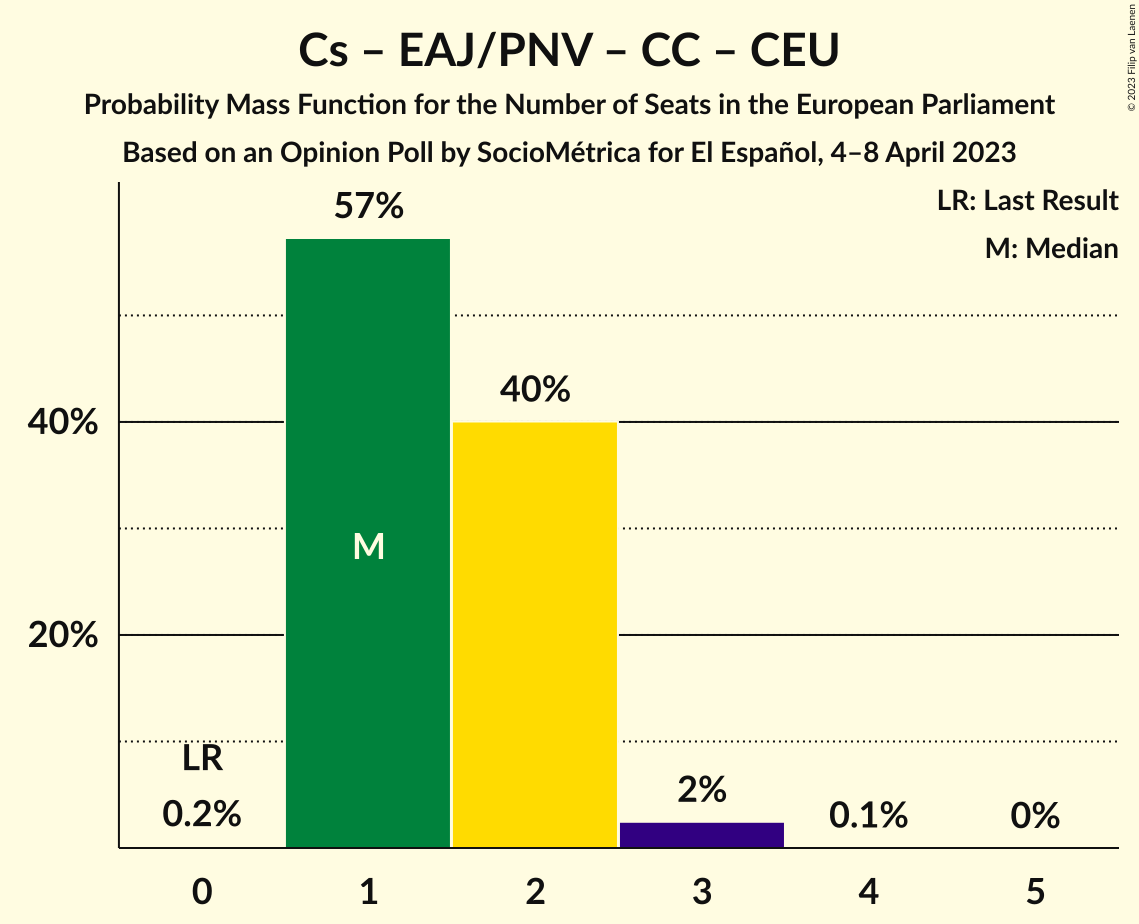 Cs – EAJ/PNV – CC – CEU
Probability Mass Function for the Number of Seats in the European Parliament
Based on an Opinion Poll by SocioMétrica for El Español, 4–8 April 2023
© 2023 Filip van Laenen
LR: Last Result
M: Median
57%
40%
40%
M
20%
LR
0.2%
2%
0.1%
0%
0 1 2 3 4 5